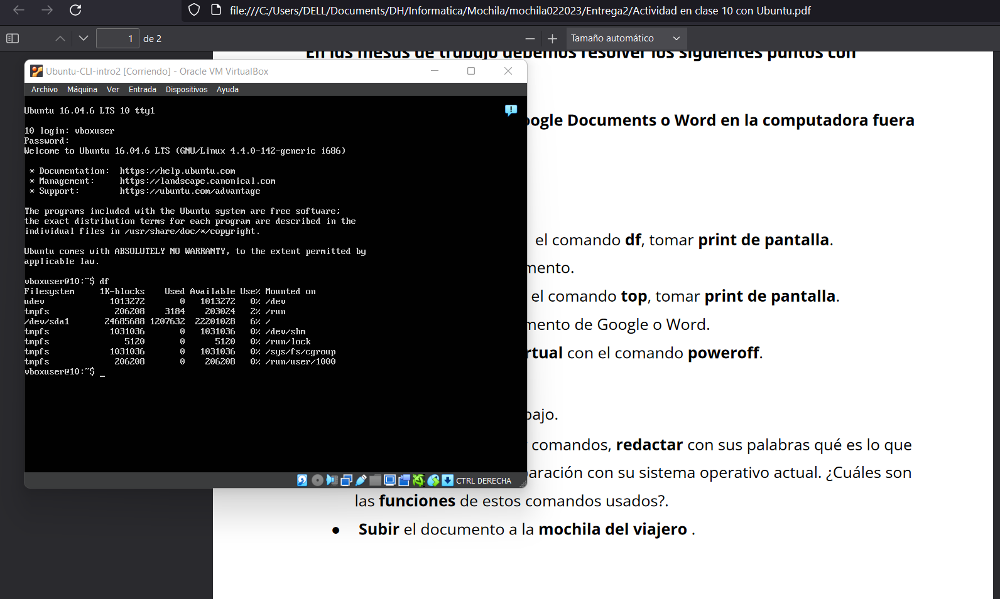 file:///C:/Users/DELL/Documents/DH/Informatica/Mochila/mochila022023/Entrega2/Actividad en clase 10 con Ubuntu.pdf
1 de 2
Tamaño automático
En las mesas de trabajo debemos resolver los siguientes puntos con
Ubuntu-CLI-intro2 [Corriendo] - Oracle VM VirtualBox
Archivo Máquina Ver Entrada Dispositivos Ayuda
Ubuntu 16.04.6 LTS 10 tty1
10 login: vboxuser
Password:
Welcome to Ubuntu 16.04.6 LTS (GNU/Linux 4.4.0-142-generic i686)
* Documentation: https://help.ubuntu.com
* Management: https://landscape.canonical.com
* Support: https://ubuntu.com/advantage
The programs included with the Ubuntu system are free software;
the exact distribution terms for each program are described in the
individual files in /usr/share/doc/*/copyright.
Ubuntu comes with ABSOLUTELY NO WARRANTY, to the extent permitted by
applicable law.
vboxuser@10:~$ df
Filesystem 1K-blocks Used Available Use% Mounted on
udev 1013272 0 1013272 0% /dev
tmpfs 206208 3184 203024 2% /run
/dev/sda1 24685688 1207632 22201028 6% /
tmpfs 1031036 0 1031036 0% /dev/shm
tmpfs 5120 0 5120 0% /run/lock
tmpfs 1031036 0 1031036 0% /sys/fs/cgroup
tmpfs 206208 0 206208 0% /run/user/1000
vboxuser@10:~$ _
CTRL DERECHA
oogle Documents o Word en la computadora fuera
el comando df, tomar print de pantalla.
mento.
el comando top, tomar print de pantalla.
mento de Google o Word.
rtual con el comando poweroff.
bajo.
comandos, redactar con sus palabras qué es lo que
aración con su sistema operativo actual. ¿Cuáles son
las funciones de estos comandos usados?.
● Subir el documento a la mochila del viajero .